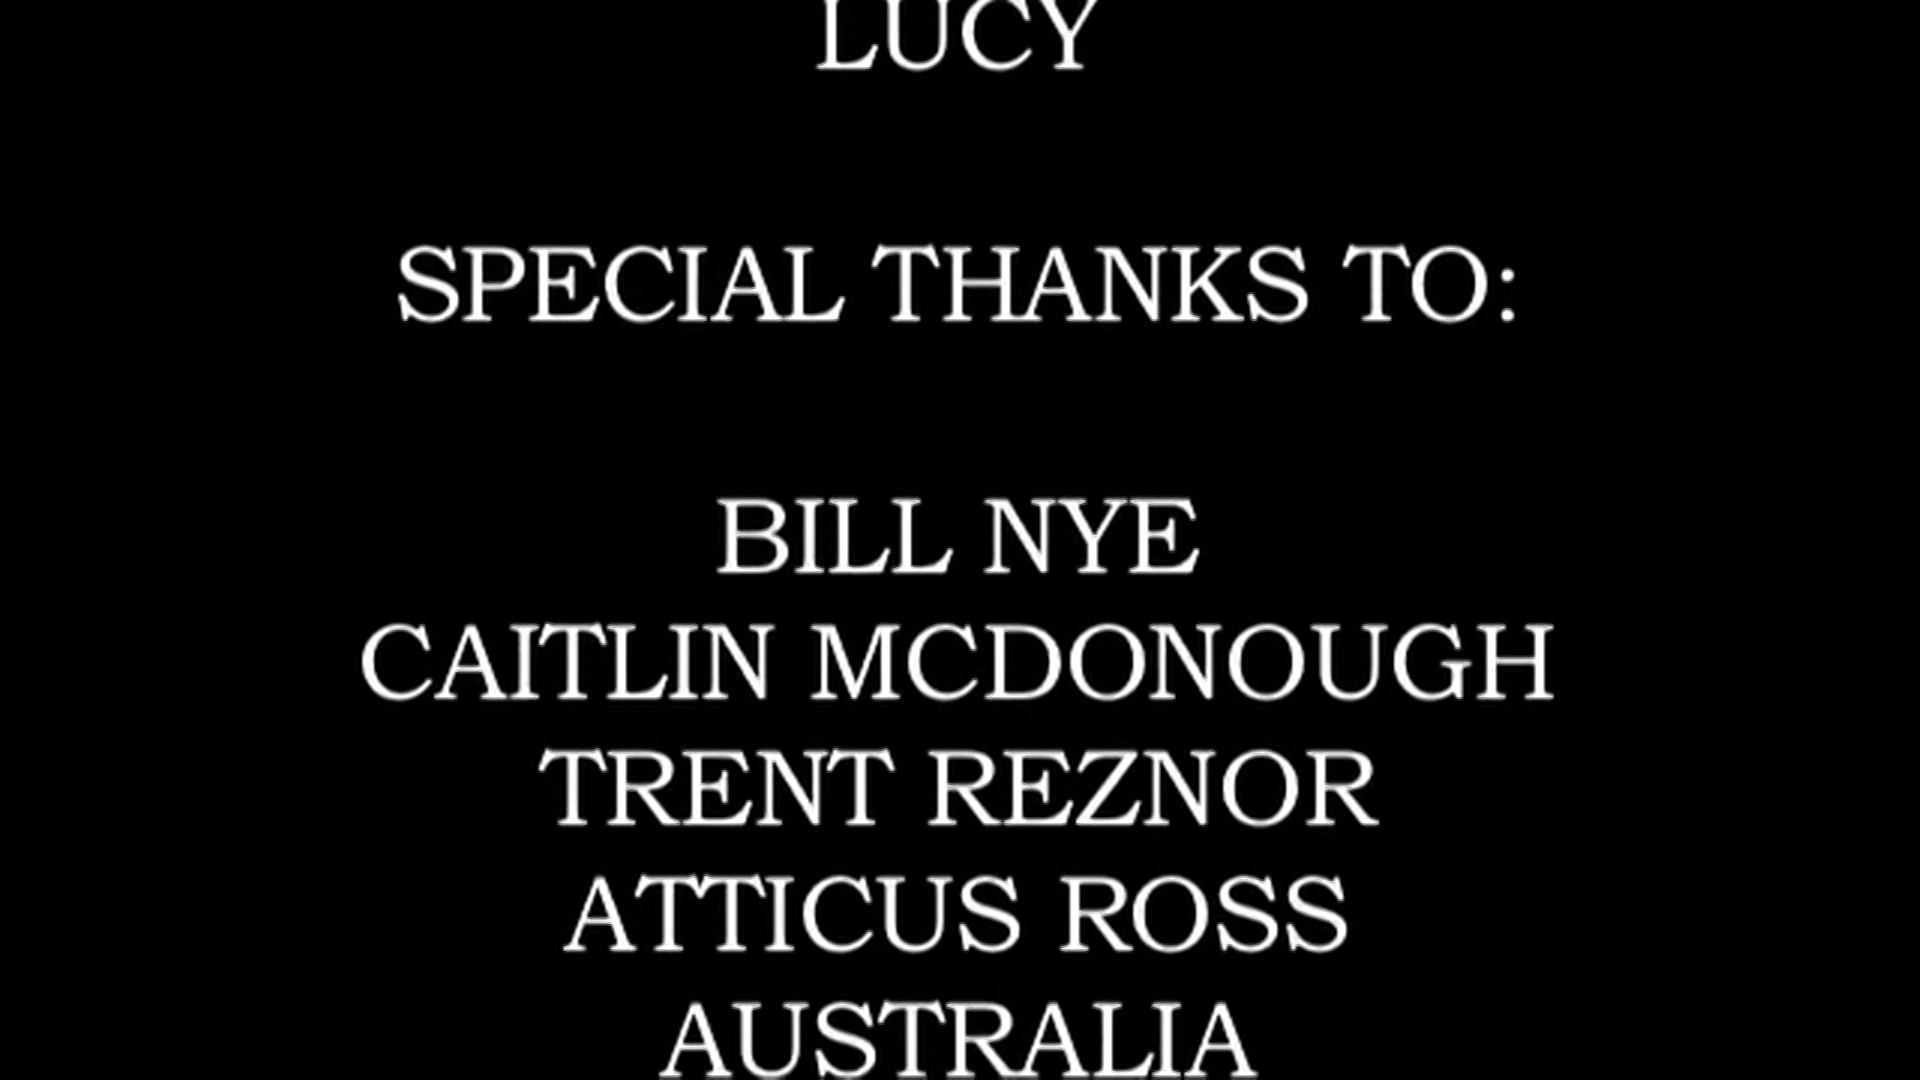 LUCY
SPECIAL THANKS TO:
BILL NYE
CAITLIN MCDONOUGH
TRENT REZNOR
ATTICUS ROSS
AUSTRALIA